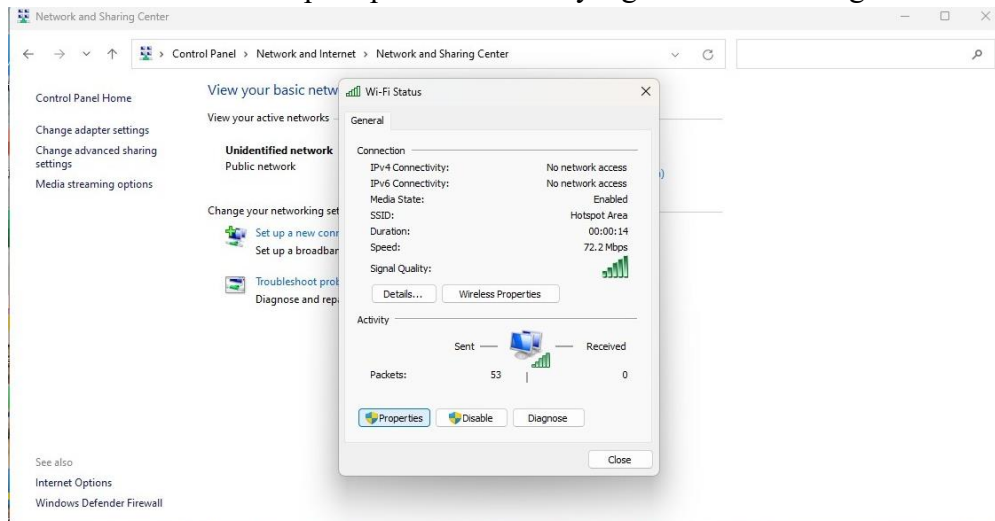 Network and Sharing Center
Control Panel > Network and Internet > Network and Sharing Center
Control Panel Home
Change adapter settings
Change advanced sharing
settings
Media streaming options
See also
Internet Options
Windows Defender Firewall
View your basic netw
View your active networks
Unidentified network
Public network
Change your networking set
Set up a new conn
Set up a broadban
Troubleshoot prob
Diagnose and repa
Wi-Fi Status
General
Connection
IPv4 Connectivity: No network access
IPv6 Connectivity: No network access
Media State: Enabled
SSID: Hotspot Area
Duration: 00:00:14
Speed: 72.2 Mbps
Signal Quality:
Details... Wireless Properties
Activity
Sent Received
Packets: 53 0
Properties Disable Diagnose
Close